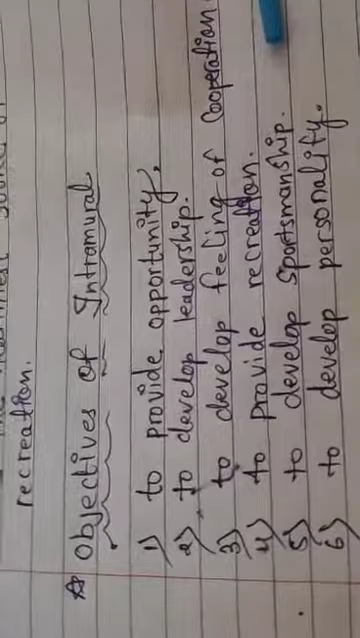 recreation.
Objectives of Intramural
1) to provide opportunity.
2) to develop leadership.
3) to develop feeling of cooperation.
4) to provide recreation.
5) to develop sportsmanship.
6) to develop personality.